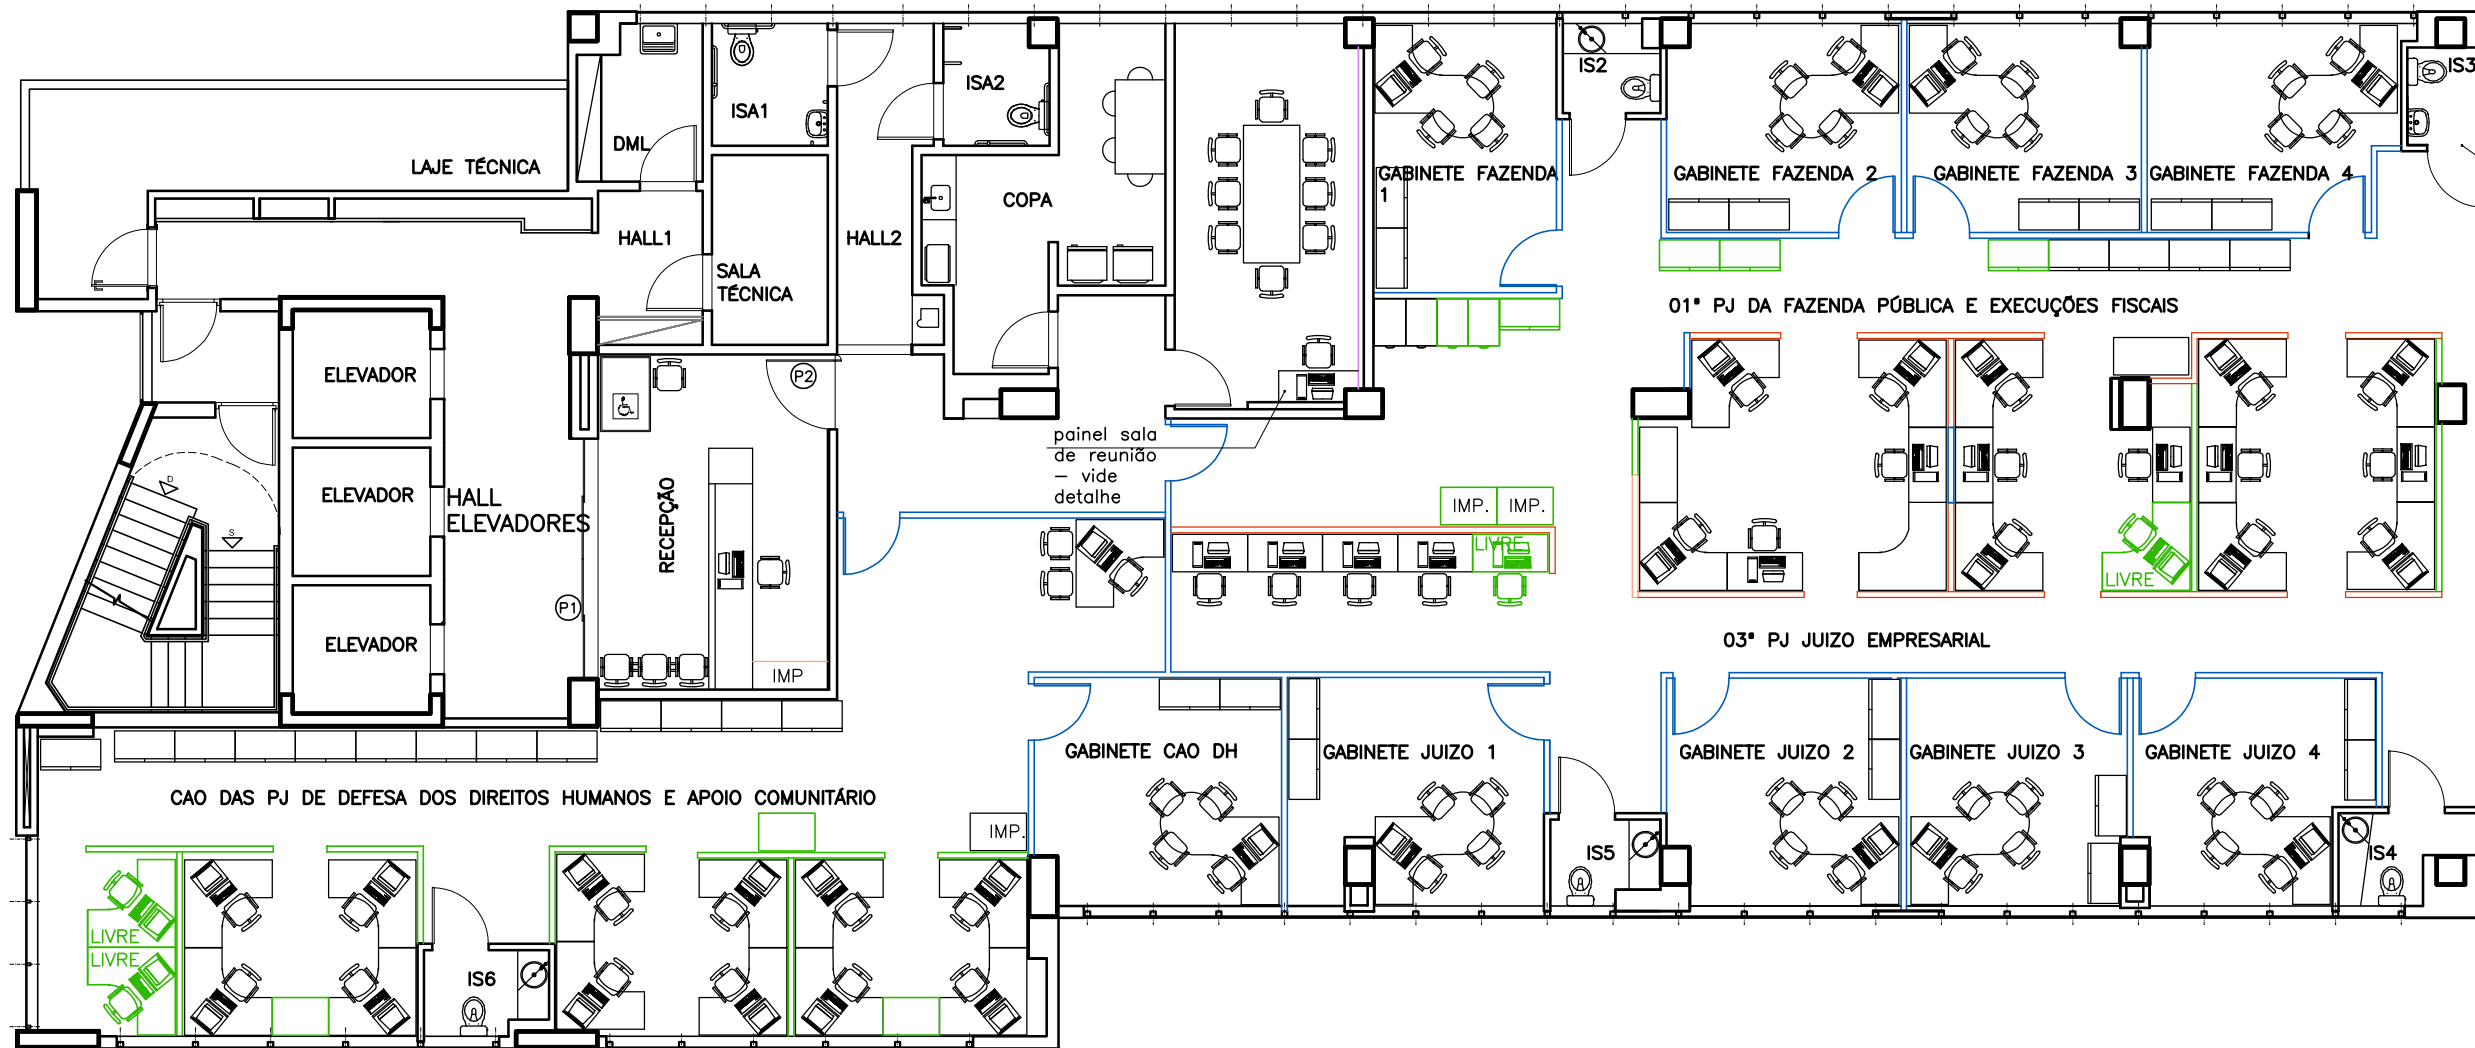 ISA1
ISA2
IS2
IS3
DML
LAJE TÉCNICA
GABINETE FAZENDA
1
GABINETE FAZENDA 2
GABINETE FAZENDA 3
GABINETE FAZENDA 4
COPA
HALL1
HALL2
SALA
TÉCNICA
01ª PJ DA FAZENDA PÚBLICA E EXECUÇÕES FISCAIS
ELEVADOR
P2
painel sala
de reunião
– vide
detalhe
ELEVADOR
HALL
ELEVADORES
RECEPÇÃO
D
S
IMP.
IMP.
LIVRE
LIVRE
P1
ELEVADOR
IMP
03ª PJ JUIZO EMPRESARIAL
GABINETE CAO DH
GABINETE JUIZO 1
GABINETE JUIZO 2
GABINETE JUIZO 3
GABINETE JUIZO 4
CAO DAS PJ DE DEFESA DOS DIREITOS HUMANOS E APOIO COMUNITÁRIO
IMP.
IS5
IS4
LIVRE
LIVRE
IS6